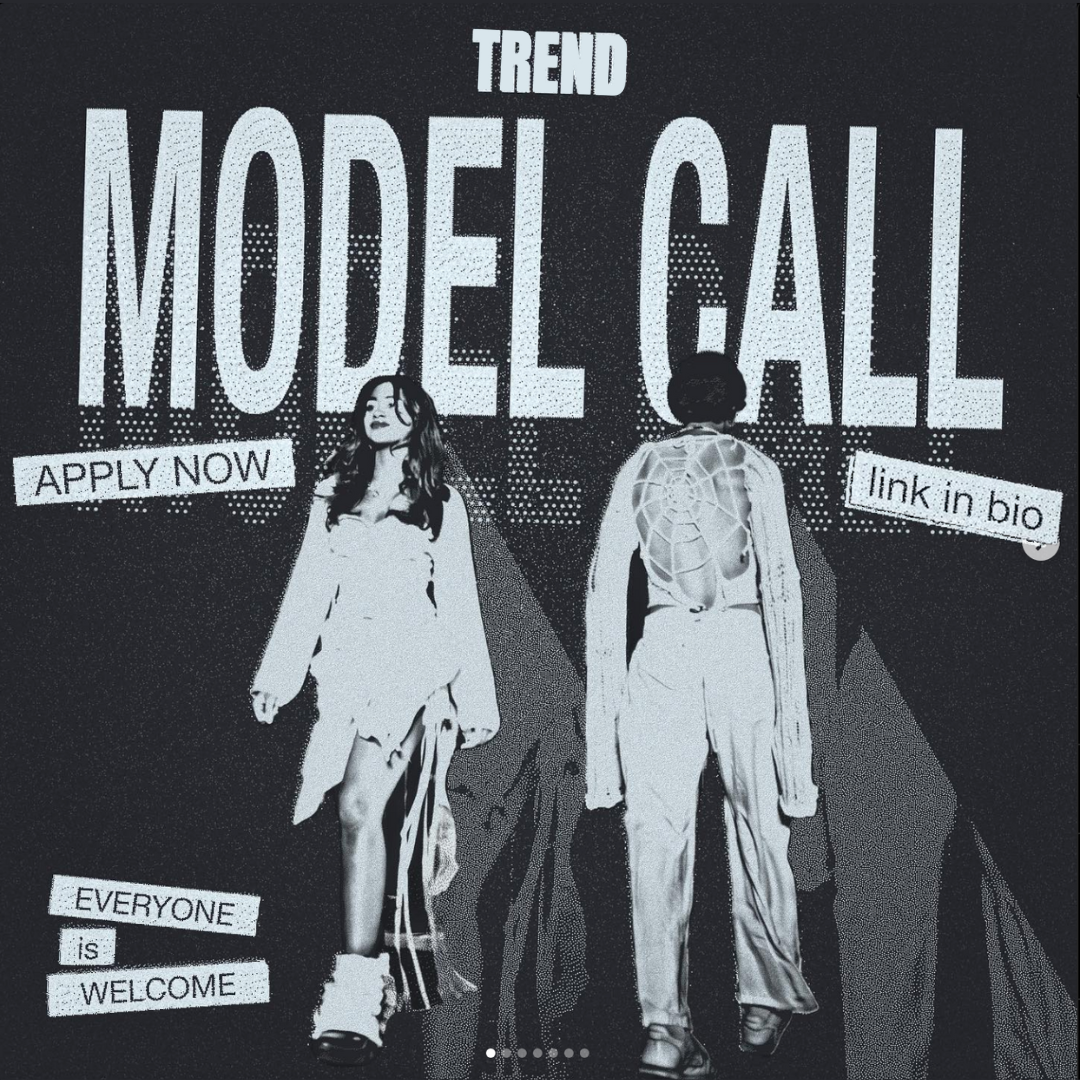 TREND
MODEL CALL
APPLY NOW
link in bio
EVERYONE
is
WELCOME